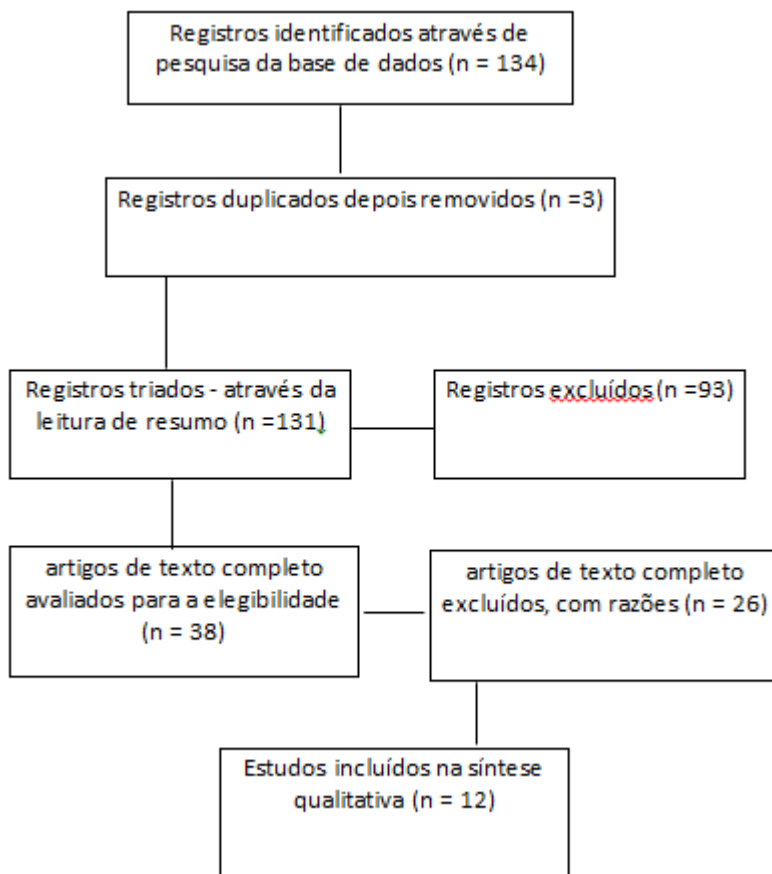 Registros identificados através de
pesquisa da base de dados (n = 134)
Registros duplicados depois removidos (n =3)
Registros triados - através da
leitura de resumo (n =131)
Registros excluídos (n =93)
artigos de texto completo
avaliados para a elegibilidade
(n = 38)
artigos de texto completo
excluídos, com razões (n = 26)
Estudos incluídos na síntese
qualitativa (n = 12)